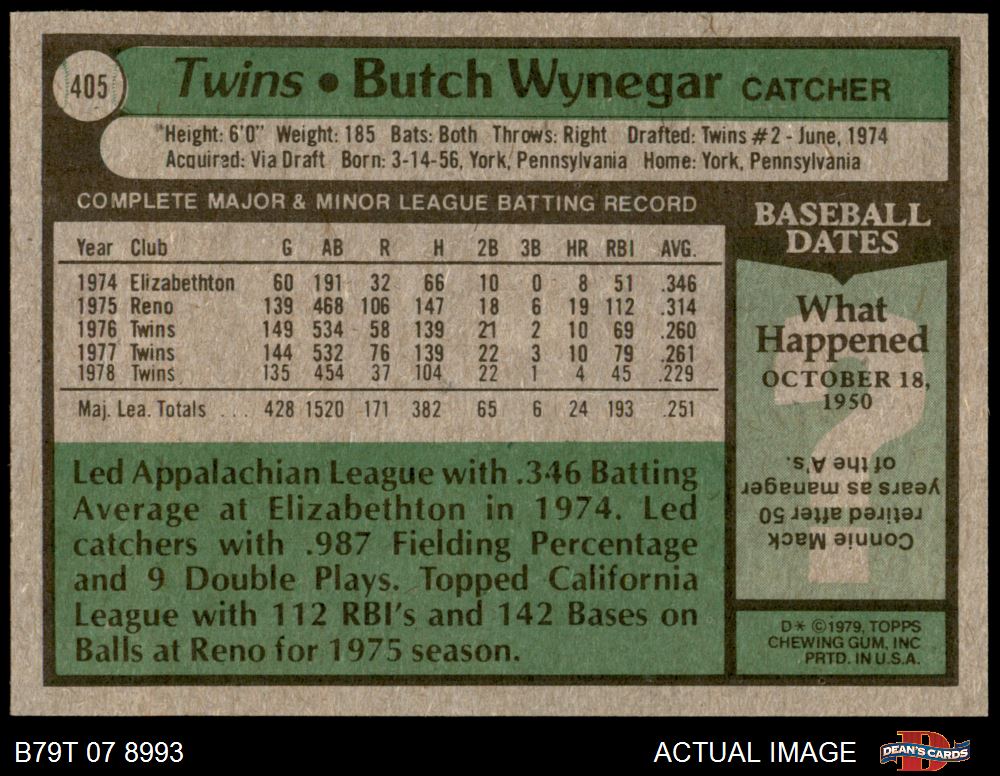 405
Twins • Butch Wynegar CATCHER
Height: 6'0" Weight: 185 Bats: Both Throws: Right Drafted: Twins #2 - June, 1974
Acquired: Via Draft Born: 3-14-56, York, Pennsylvania Home: York, Pennsylvania
COMPLETE MAJOR & MINOR LEAGUE BATTING RECORD
Year Club G AB R H 2B 3B HR RBI AVG.
1974 Elizabethton 60 191 32 66 10 0 8 51 .346
1975 Reno 139 468 106 147 18 6 19 112 .314
1976 Twins 149 534 58 139 21 2 10 69 .260
1977 Twins 144 532 76 139 22 3 10 79 .261
1978 Twins 135 454 37 104 22 1 4 45 .229
Maj. Lea. Totals ... 428 1520 171 382 65 6 24 193 .251
Led Appalachian League with .346 Batting
Average at Elizabethton in 1974. Led
catchers with .987 Fielding Percentage
and 9 Double Plays. Topped California
League with 112 RBI's and 142 Bases on
Balls at Reno for 1975 season.
BASEBALL
DATES
What
Happened
OCTOBER 18,
1950
?
Connie Mack
retired after 50
years as manager
of the A's.
D* ©1979, TOPPS
CHEWING GUM, INC
PRTD. IN U.S.A.
B79T 07 8993
ACTUAL IMAGE
D
DEAN'S CARDS